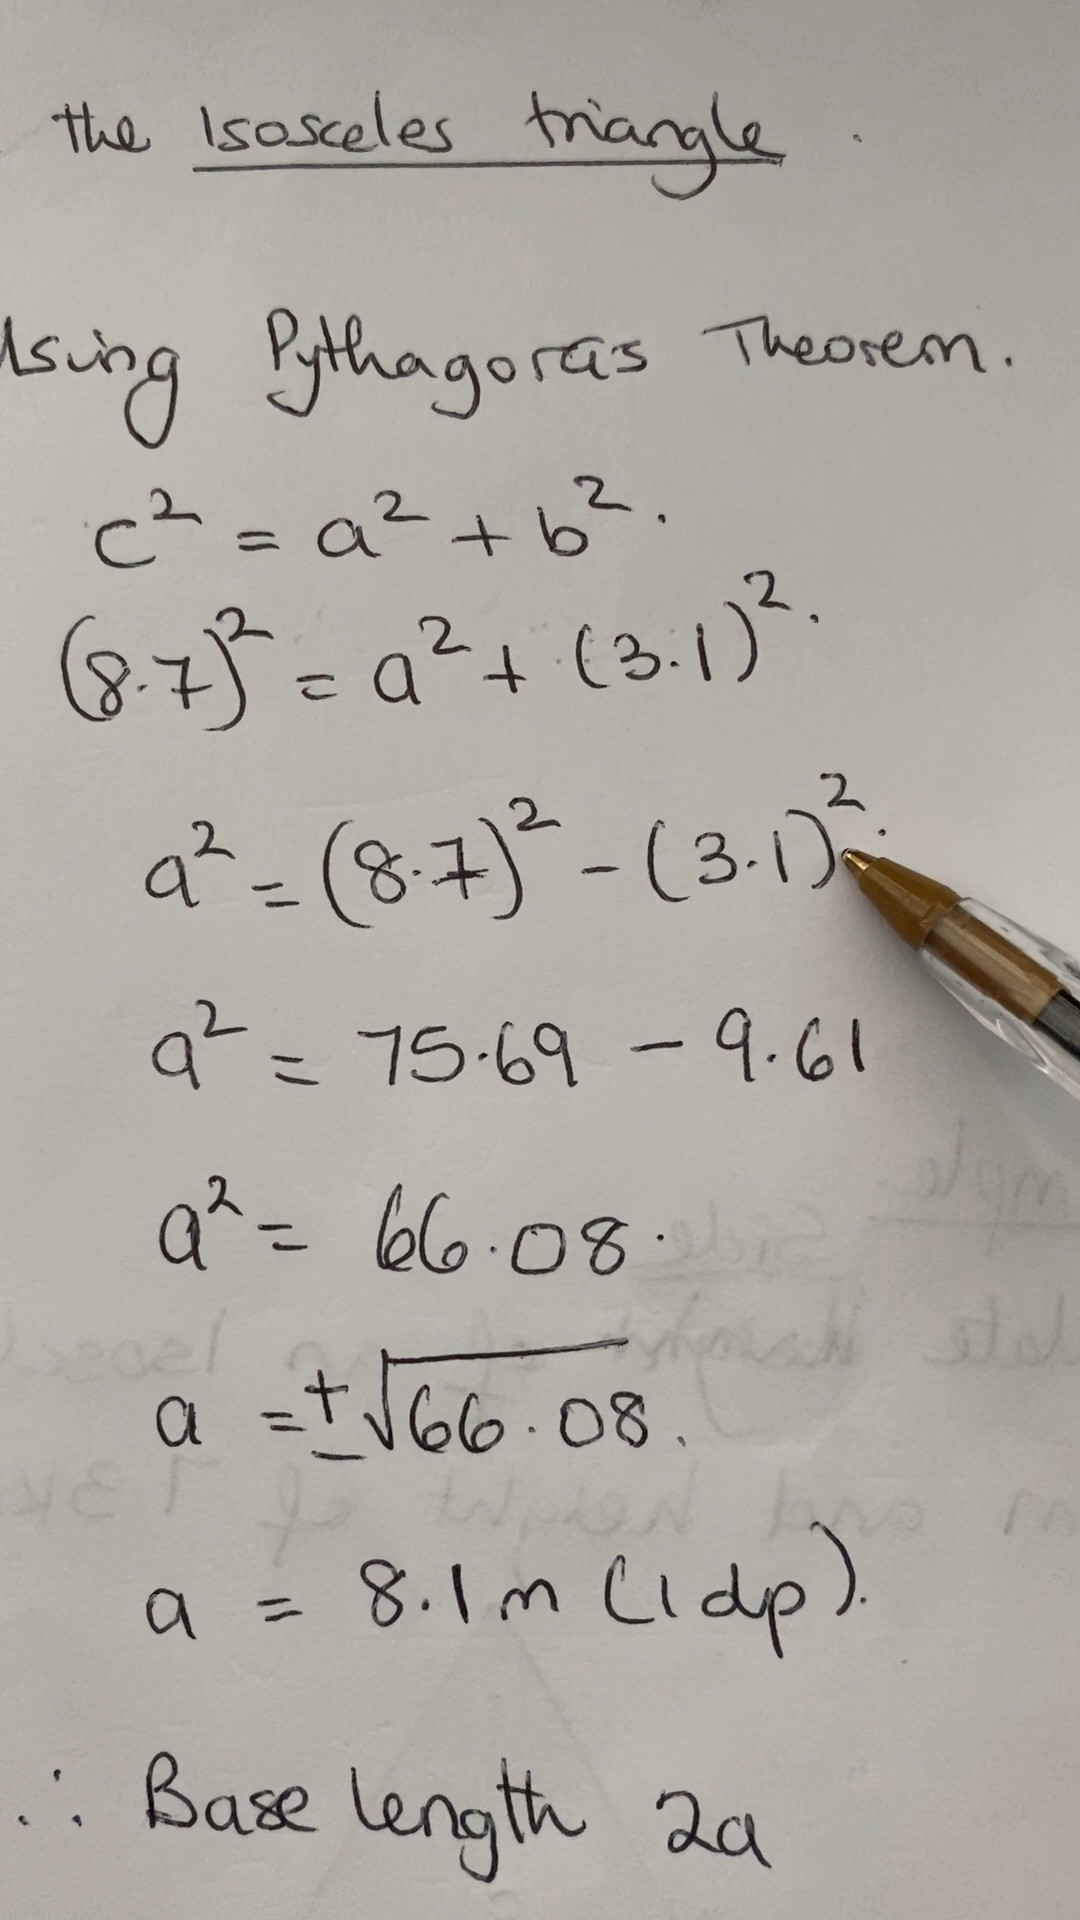 the Isosceles triangle.
Using Pythagoras Theorem.
c² = a² + b².
(8.7)² = a² + (3.1)².
a² = (8.7)² - (3.1)².
a² = 75.69 - 9.61
a² = 66.08.
a = ±√66.08.
a = 8.1m (1dp).
∴ Base length 2a